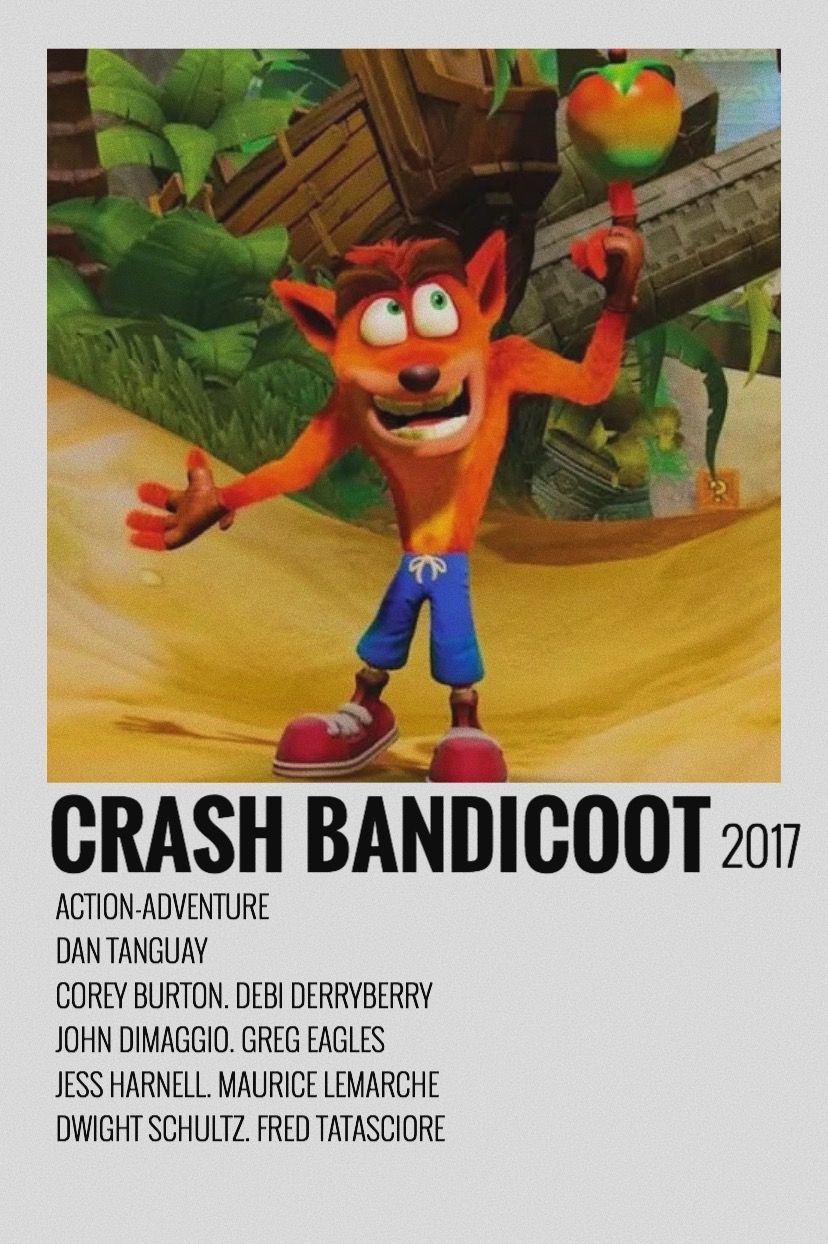 CRASH BANDICOOT 2017
ACTION-ADVENTURE
DAN TANGUAY
COREY BURTON. DEBI DERRYBERRY
JOHN DIMAGGIO. GREG EAGLES
JESS HARNELL. MAURICE LEMARCHE
DWIGHT SCHULTZ. FRED TATASCIORE